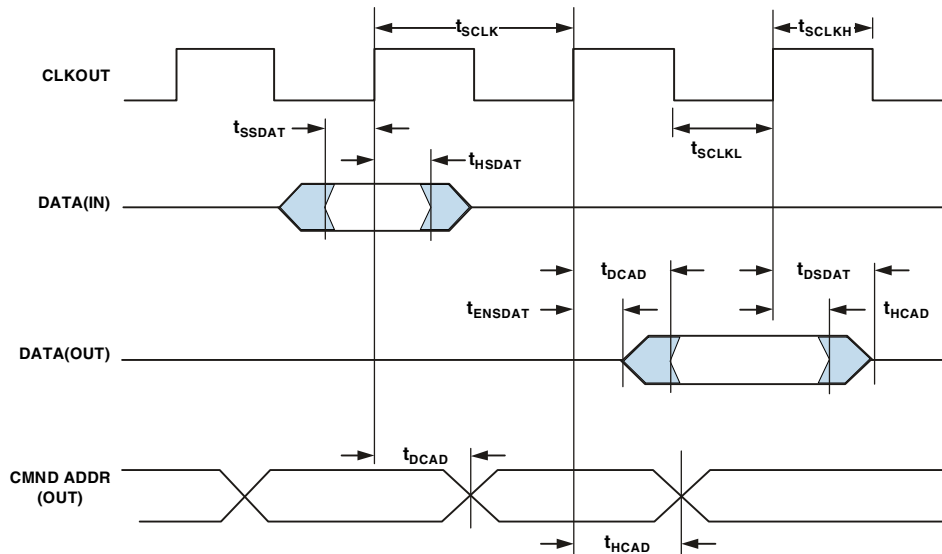 tSCLK
tSCLKH
CLKOUT
tSSDAT
tSCLKL
tHSDAT
DATA(IN)
tDCAD
tDSDAT
tENSDAT
tHCAD
DATA(OUT)
tDCAD
CMND ADDR
(OUT)
tHCAD